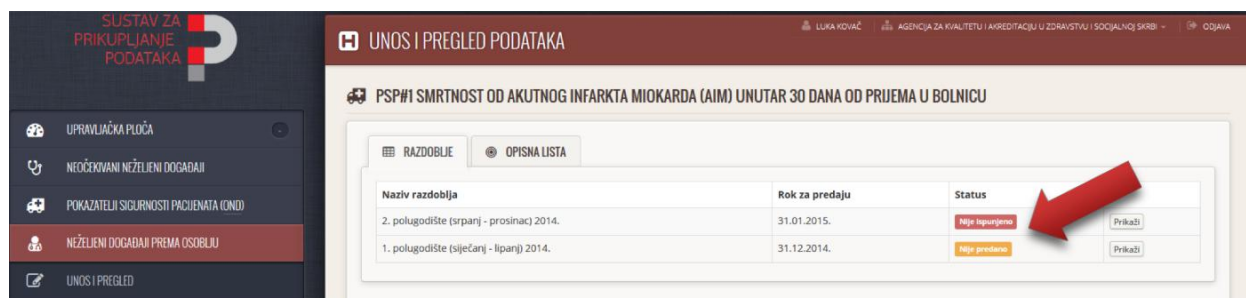 SUSTAV ZA
PRIKUPLJANJE
PODATAKA
UNOS I PREGLED PODATAKA
LUKA KOVAČ
AGENCIJA ZA KVALITETU I AKREDITACIJU U ZDRAVSTVU I SOCIJALNOJ SKRBI
ODJAVA
UPRAVLJAČKA PLOČA
NEOČEKIVANI NEŽELJENI DOGAĐAJI
POKAZATELJI SIGURNOSTI PACIJENATA (OND)
NEŽELJENI DOGAĐAJI PREMA OSOBLJU
UNOS I PREGLED
PSP#1 SMRTNOST OD AKUTNOG INFARKTA MIOKARDA (AIM) UNUTAR 30 DANA OD PRIJEMA U BOLNICU
RAZDOBLJE OPISNA LISTA
Naziv razdoblja Rok za predaju Status
2. polugodište (srpanj - prosinac) 2014. 31.01.2015. Nije ispunjeno Prikaži
1. polugodište (siječanj - lipanj) 2014. 31.12.2014. Nije predano Prikaži